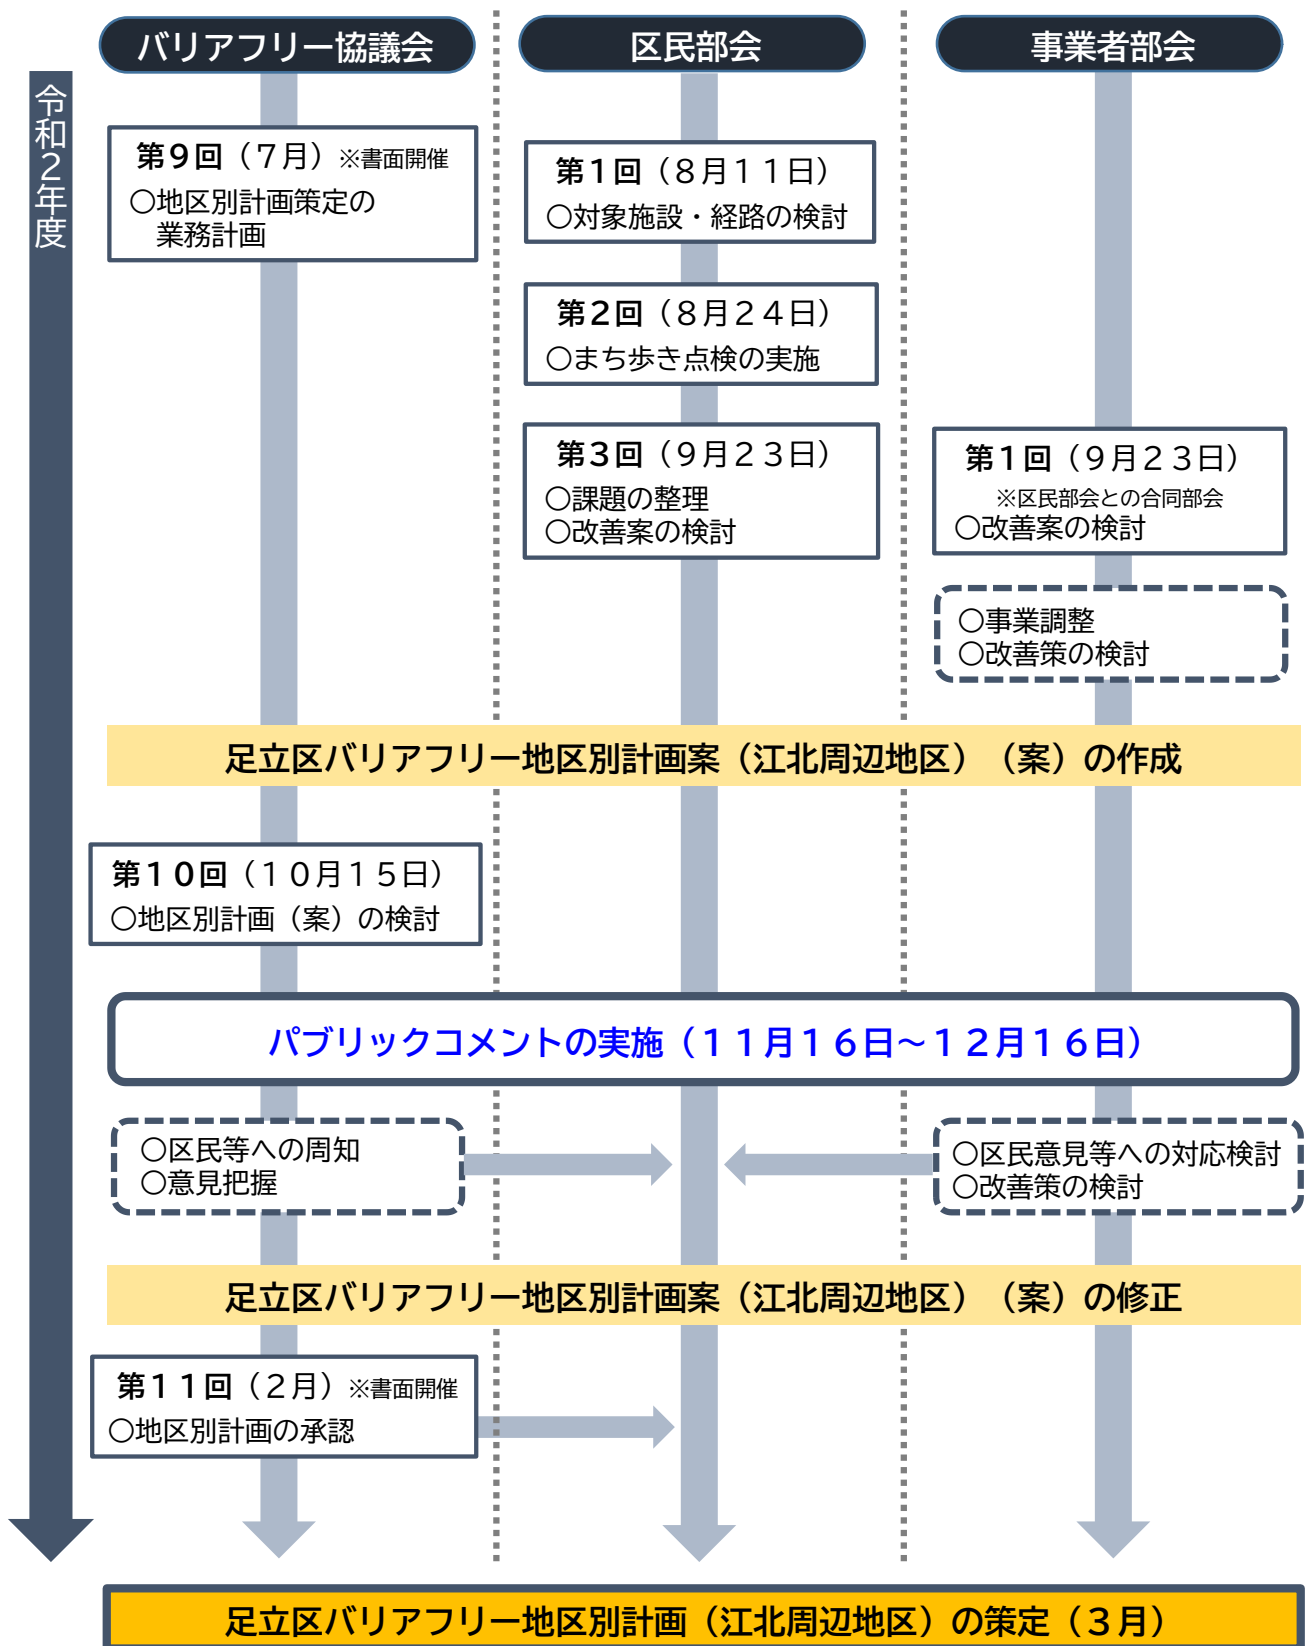 バリアフリー協議会
区民部会
事業者部会
令和2年度
第9回（7月）※書面開催
○地区別計画策定の
業務計画
第1回（8月11日）
○対象施設・経路の検討
第2回（8月24日）
○まち歩き点検の実施
第3回（9月23日）
○課題の整理
○改善案の検討
第1回（9月23日）
※区民部会との合同部会
○改善案の検討
○事業調整
○改善策の検討
足立区バリアフリー地区別計画案（江北周辺地区）（案）の作成
第10回（10月15日）
○地区別計画（案）の検討
パブリックコメントの実施（11月16日～12月16日）
○区民等への周知
○意見把握
○区民意見等への対応検討
○改善策の検討
足立区バリアフリー地区別計画案（江北周辺地区）（案）の修正
第11回（2月）※書面開催
○地区別計画の承認
足立区バリアフリー地区別計画（江北周辺地区）の策定（3月）